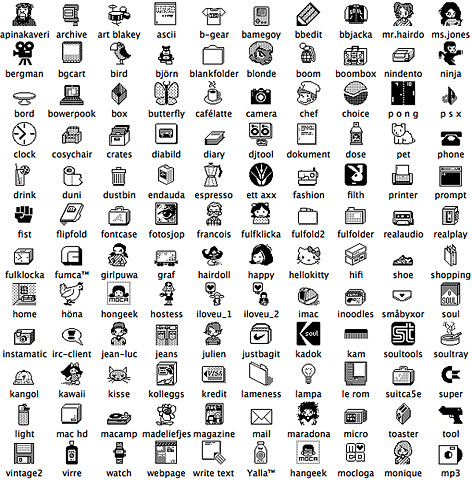 apinakaveri archive art blakey ascii b-gear bamegoy bbedit bbjacka mr.hairdo ms.jones
bergman bgcart bird björn blankfolder blonde boom boombox nindento ninja
bord bowerpook box butterfly cafélatte camera chef choice p o n g p s x
clock cosychair crates diabild diary djtool dokument dose pet phone
drink duni dustbin endauda espresso ett axx fashion filth printer prompt
fist flipfold fontcase fotosjop francois fulfklicka fulfold2 fulfolder realaudio realplay
fulklocka fumca™ girlpuwa graf hairdoll happy hellokitty hifi shoe shopping
MOCA
home höna hongeek hostess iloveu_1 iloveu_2 imac inoodles småbyxor soul
SOUL
instamatic irc-client jean-luc jeans julien justbagit kadok kam soultools soultray
VISA
kangol kawaii kisse kolleggs kredit lameness lampa le rom suitca5e super
light mac hd macamp madeliefjes magazine mail maradona micro toaster tool
MOCA
vintage2 virre watch webpage write text Yalla™ hangeek mocloga monique mp3